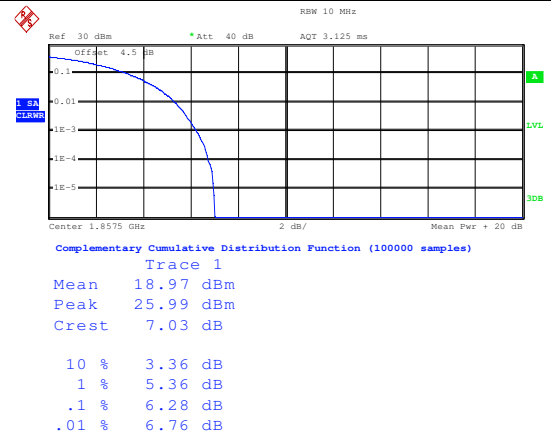 RBW 10 MHz
Ref 30 dBm * Att 40 dB AQT 3.125 ms
Offset 4.5 dB
0.1
A
0.01
1 SA
CLRWR
1E-3
LVL
1E-4
1E-5
3DB
Center 1.8575 GHz 2 dB/ Mean Pwr + 20 dB
Complementary Cumulative Distribution Function (100000 samples)
Trace 1
Mean 18.97 dBm
Peak 25.99 dBm
Crest 7.03 dB
10 % 3.36 dB
1 % 5.36 dB
.1 % 6.28 dB
.01 % 6.76 dB